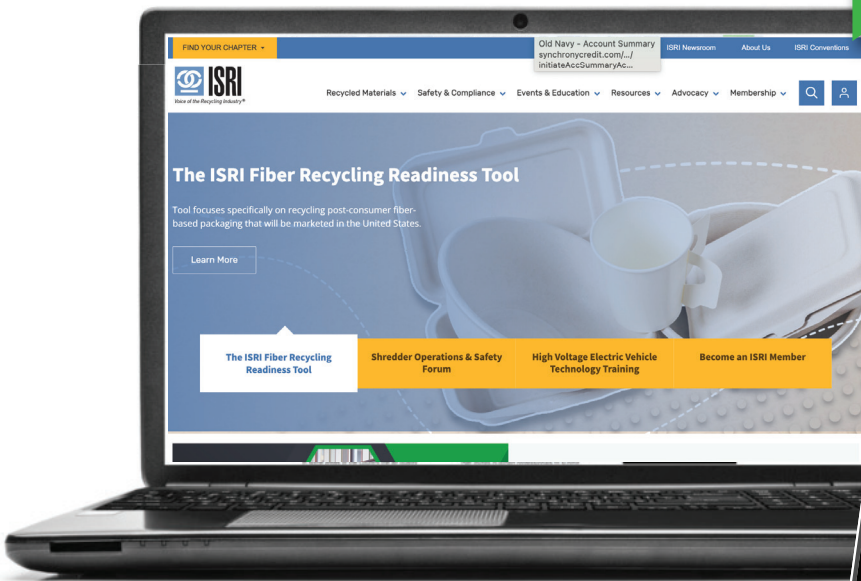 FIND YOUR CHAPTER
Old Navy - Account Summary
synchronycredit.com/.../
initiateAccSummaryAc...
ISRI Newsroom
About Us
ISRI Conventions
ISRI
Voice of the Recycling Industry®
Recycled Materials
Safety & Compliance
Events & Education
Resources
Advocacy
Membership
The ISRI Fiber Recycling Readiness Tool
Tool focuses specifically on recycling post-consumer fiber-
based packaging that will be marketed in the United States.
Learn More
The ISRI Fiber Recycling
Readiness Tool
Shredder Operations & Safety
Forum
High Voltage Electric Vehicle
Technology Training
Become an ISRI Member